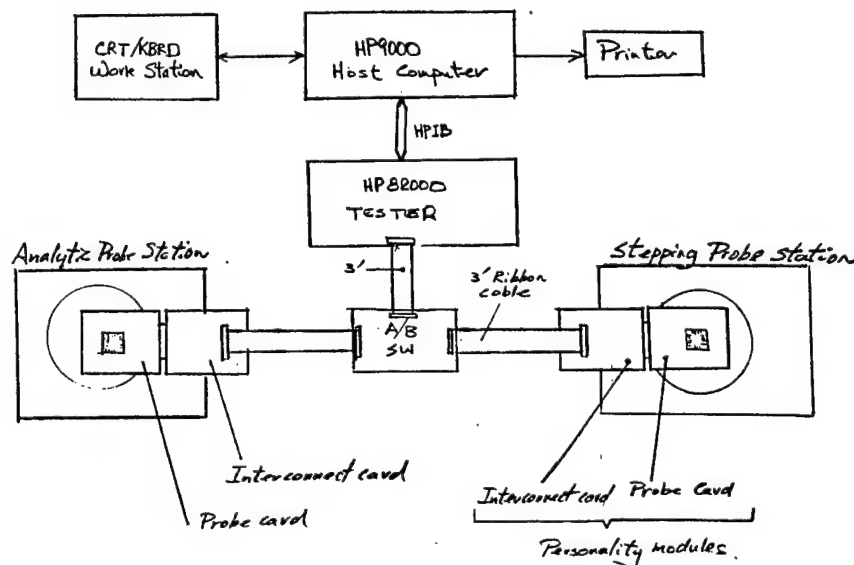 CRT/KBRD
Work Station
HP9000
Host Computer
Printer
HPIB
HP82000
TESTER
Analytic Probe Station
Stepping Probe Station
3'
3' Ribbon
cable
A/B
SW
Interconnect card
Probe card
Interconnect card
Probe Card
Personality modules.